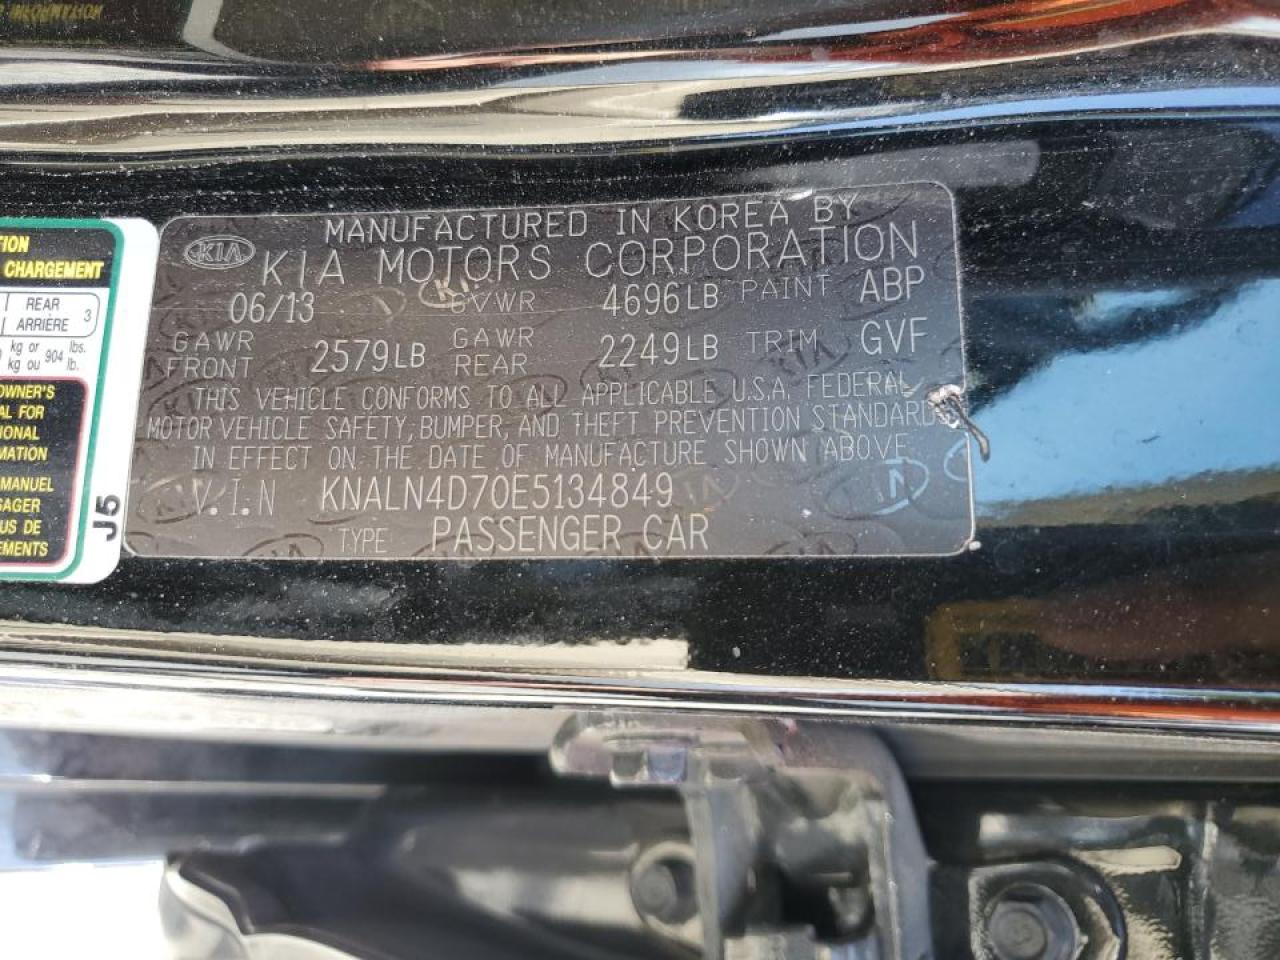 MANUFACTURED IN KOREA BY
KIA KIA MOTORS CORPORATION
06/13 GVWR 4696LB PAINT ABP
GAWR FRONT 2579LB GAWR REAR 2249LB TRIM GVF
THIS VEHICLE CONFORMS TO ALL APPLICABLE U.S.A. FEDERAL
MOTOR VEHICLE SAFETY, BUMPER, AND THEFT PREVENTION STANDARDS
IN EFFECT ON THE DATE OF MANUFACTURE SHOWN ABOVE
V.I.N KNALN4D70E5134849
TYPE PASSENGER CAR
TION
CHARGEMENT
REAR 3
ARRIÈRE
kg or 904 lbs.
kg ou lb.
OWNER'S
AL FOR
IONAL
MATION
MANUEL
SAGER
US DE
EMENTS
J5